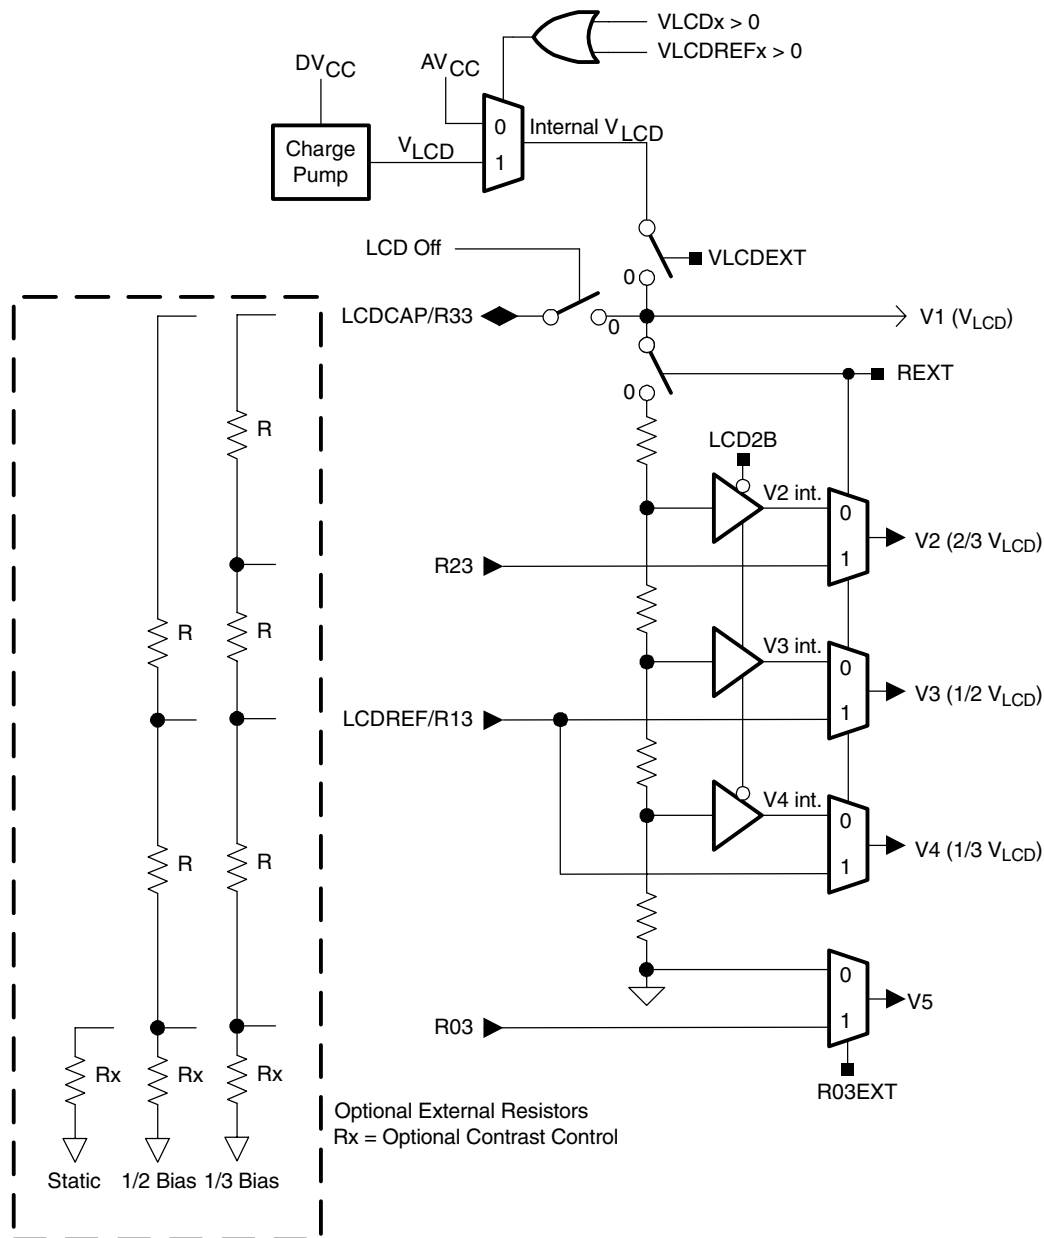 VLCDx > 0
VLCDREFx > 0
DVCC
AVCC
Charge
Pump
VLCD
0
1
Internal VLCD
LCD Off
VLCDEXT
0
LCDCAP/R33
0
V1 (VLCD)
REXT
0
R
LCD2B
V2 int.
0
1
V2 (2/3 VLCD)
R23
R
R
V3 int.
0
1
V3 (1/2 VLCD)
LCDREF/R13
V4 int.
0
1
V4 (1/3 VLCD)
R
R
0
1
V5
R03
R03EXT
Rx
Rx
Rx
Optional External Resistors
Rx = Optional Contrast Control
Static
1/2 Bias
1/3 Bias